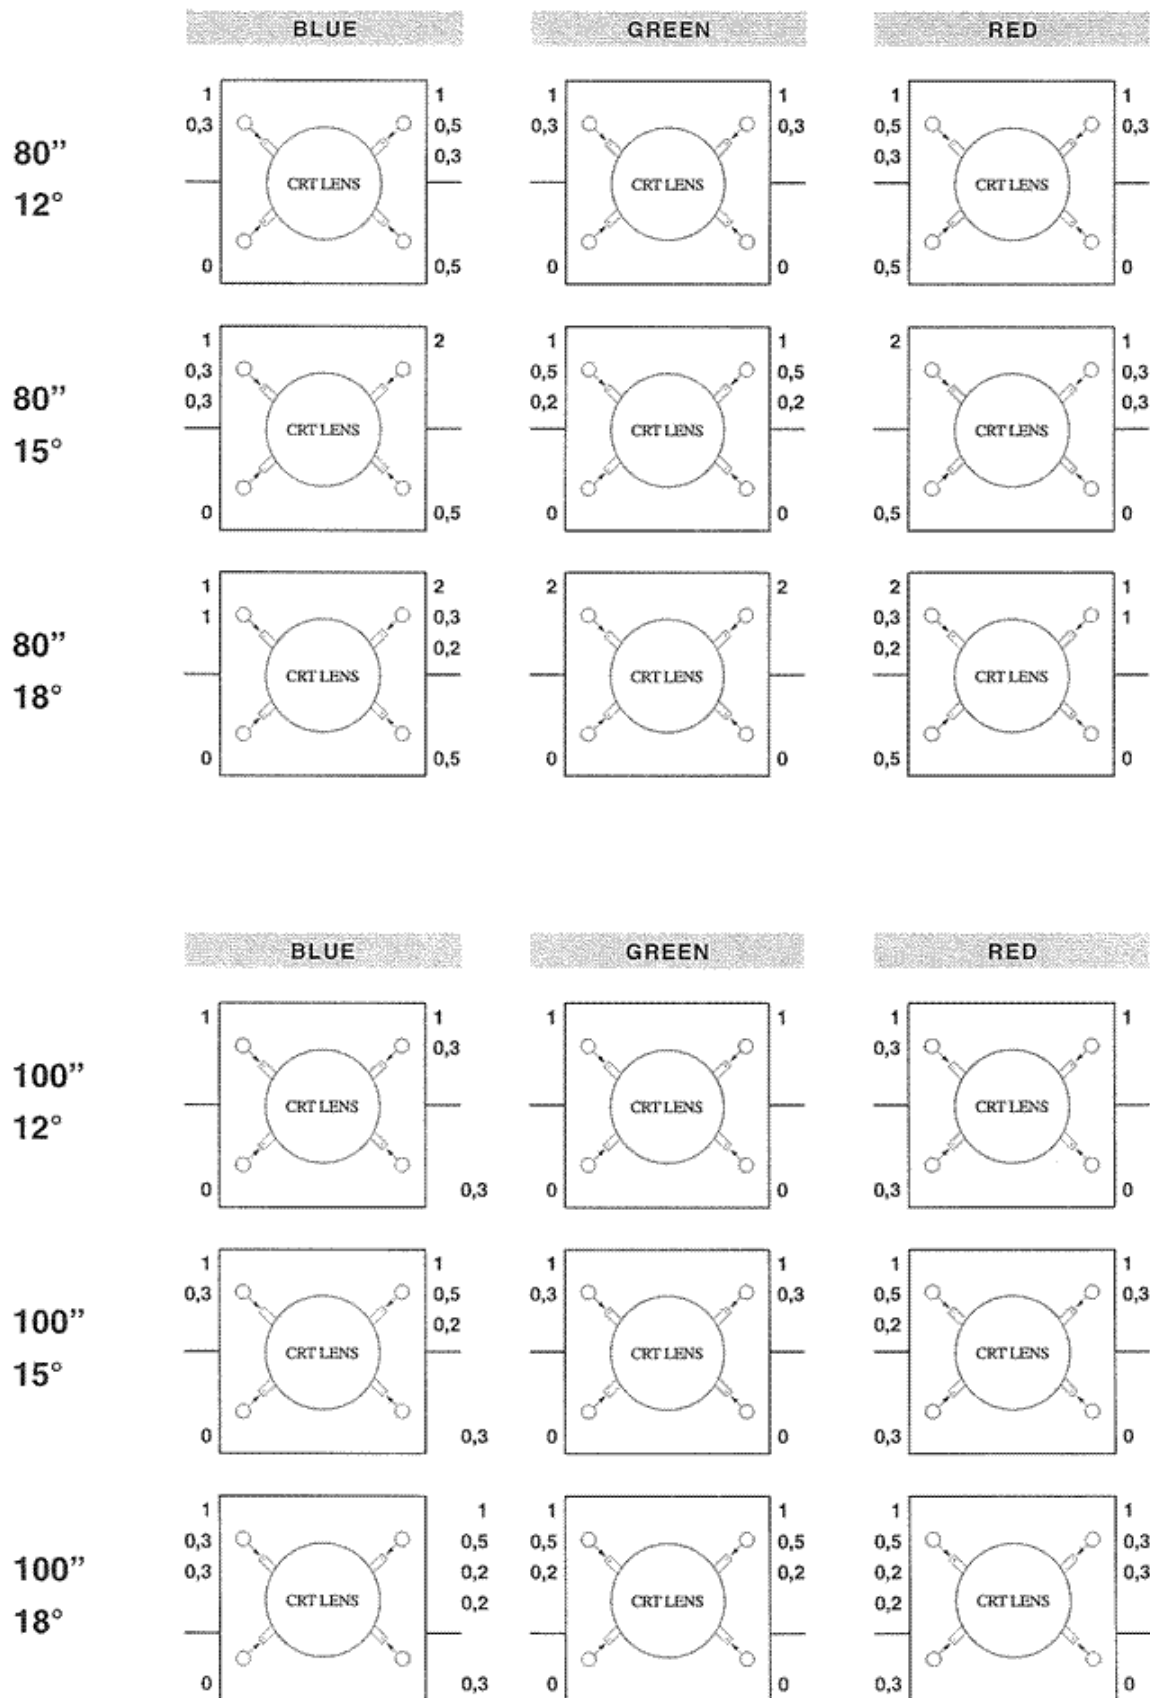 BLUE GREEN RED
1 1 1 1 1 1
0,3 0,5 0,3 0,3 0,5 0,3
80” 0,3 0,3
CRT LENS CRT LENS CRT LENS
12°
0 0,5 0 0 0,5 0
1 2 1 1 2 1
0,3 0,5 0,5 0,3
80” 0,3 0,2 0,2 0,3
CRT LENS CRT LENS CRT LENS
15°
0 0,5 0 0 0,5 0
1 2 2 2 2 1
1 0,3 0,3 1
80” 0,2 0,2
CRT LENS CRT LENS CRT LENS
18°
0 0,5 0 0 0,5 0
BLUE GREEN RED
1 1 1 1 1 1
0,3 0,3
100”
CRT LENS CRT LENS CRT LENS
12°
0 0,3 0 0 0,3 0
1 1 1 1 1 1
0,3 0,5 0,3 0,3 0,5 0,3
100” 0,2 0,2
CRT LENS CRT LENS CRT LENS
15°
0 0,3 0 0 0,3 0
1 1 1 1 1 1
0,3 0,5 0,5 0,5 0,5 0,3
100” 0,3 0,2 0,2 0,2 0,2 0,3
CRT LENS 0,2 CRT LENS 0,2 CRT LENS
18°
0 0,3 0 0 0,3 0